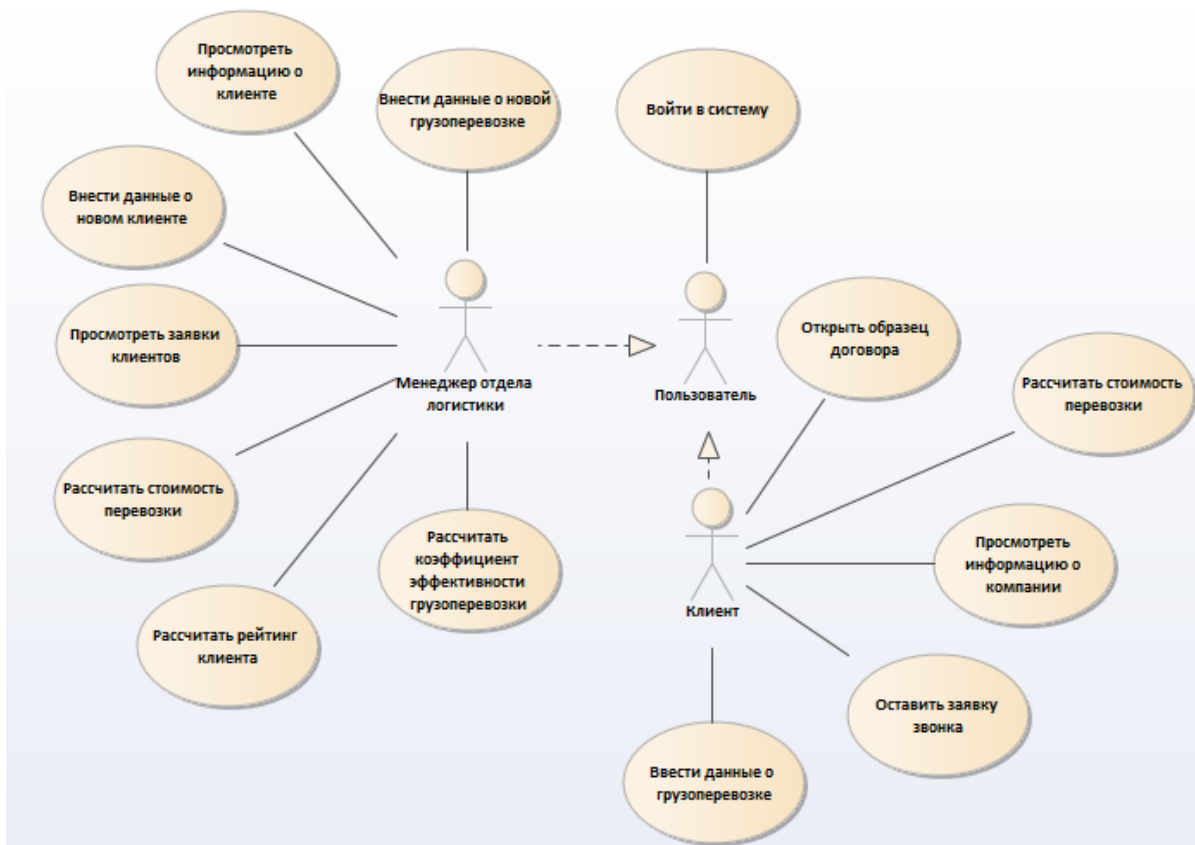 Просмотреть
информацию о
клиенте
Внести данные о новой
грузоперевозке
Войти в систему
Внести данные о
новом клиенте
Просмотреть заявки
клиентов
Менеджер отдела
логистики
Пользователь
Открыть образец
договора
Рассчитать стоимость
перевозки
Рассчитать стоимость
перевозки
Рассчитать
коэффициент
эффективности
грузоперевозки
Просмотреть
информацию о
компании
Клиент
Рассчитать рейтинг
клиента
Оставить заявку
звонка
Ввести данные о
грузоперевозке